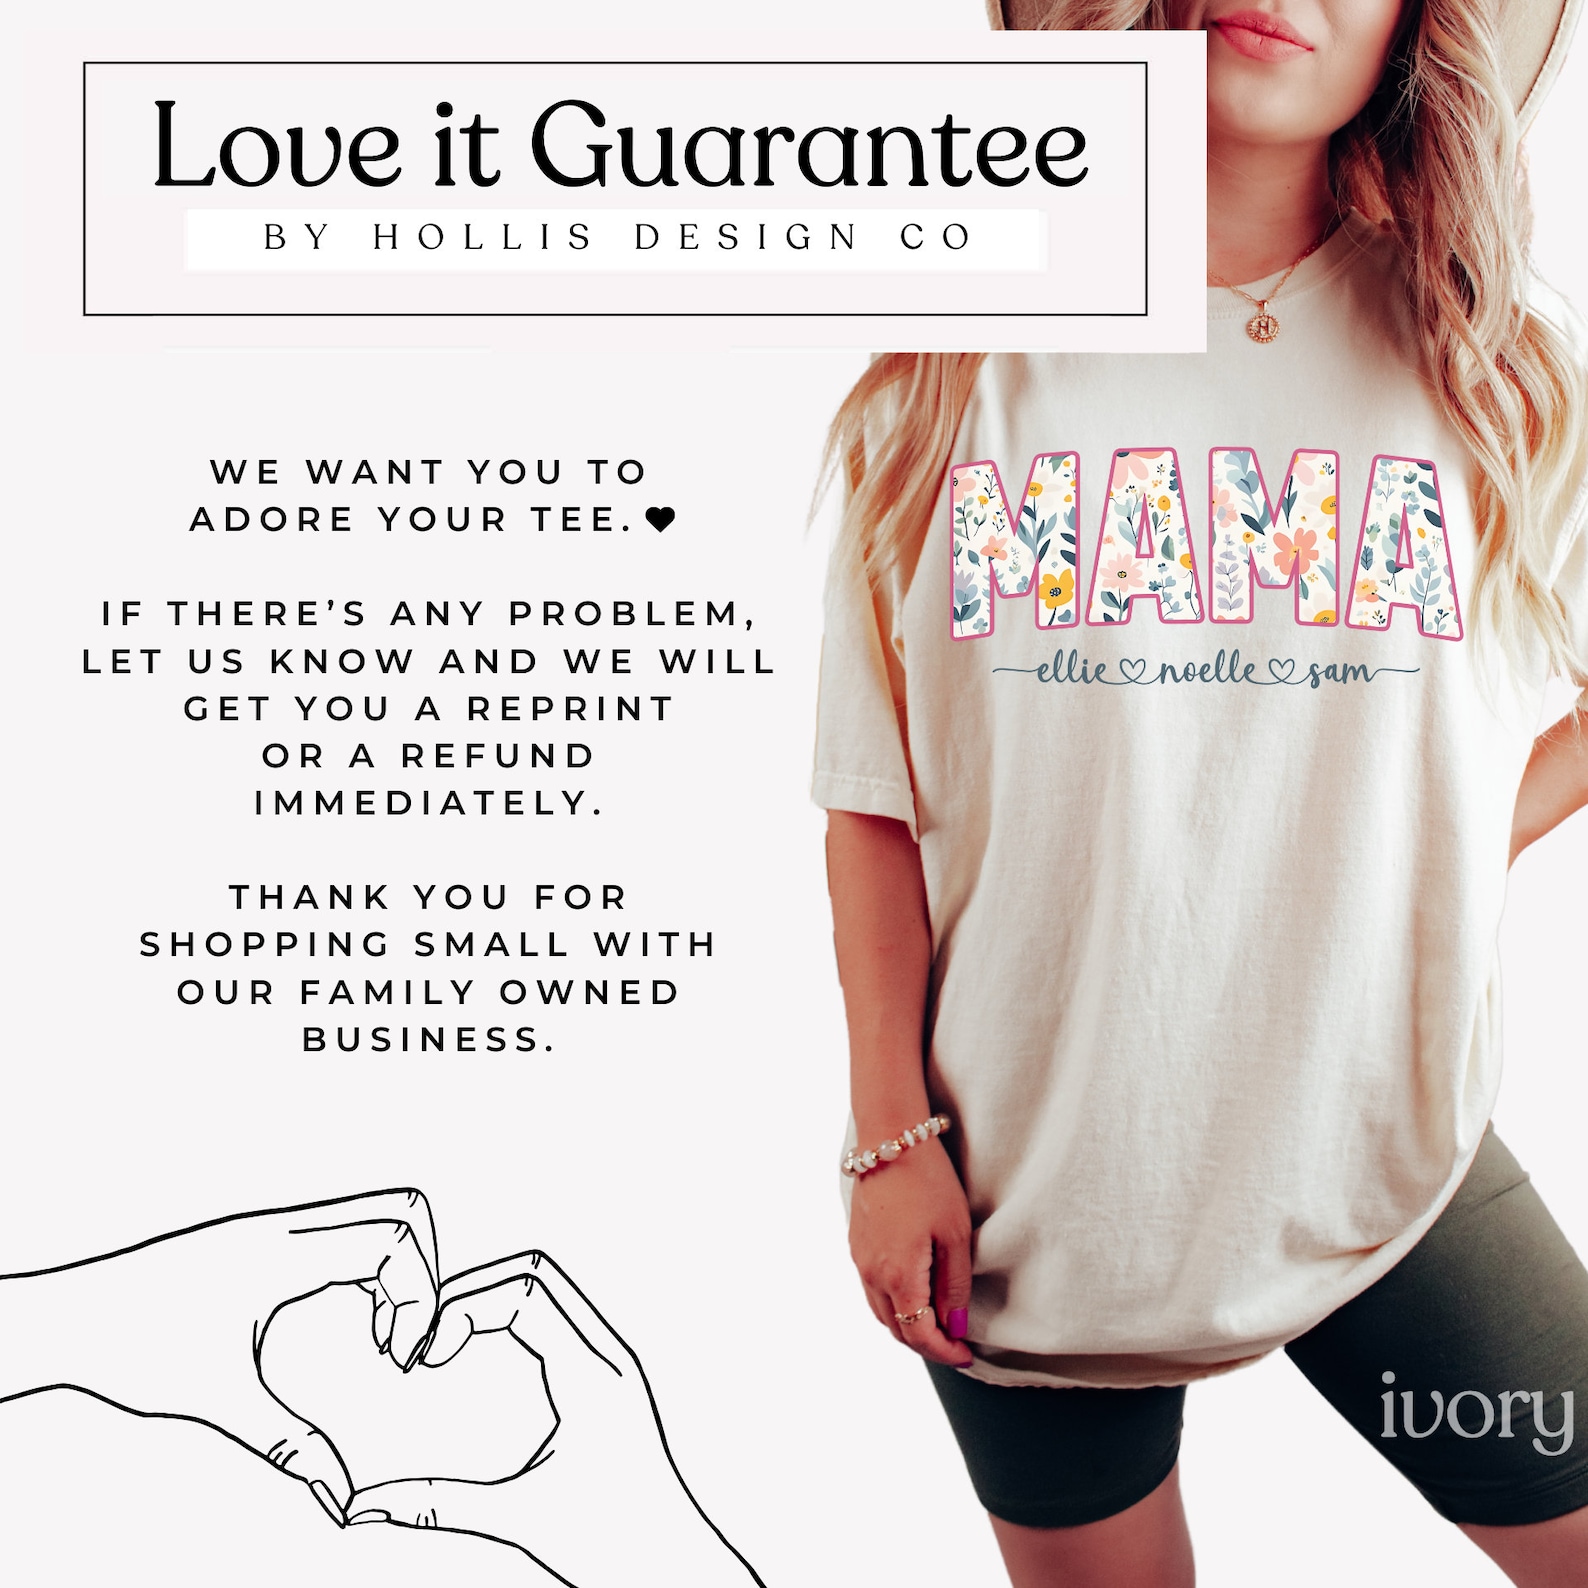 Love it Guarantee
BY HOLLIS DESIGN CO
WE WANT YOU TO
ADORE YOUR TEE. ♥
IF THERE’S ANY PROBLEM,
LET US KNOW AND WE WILL
GET YOU A REPRINT
OR A REFUND
IMMEDIATELY.
THANK YOU FOR
SHOPPING SMALL WITH
OUR FAMILY OWNED
BUSINESS.
MAMA
ellie♡noelle♡sam
ivory